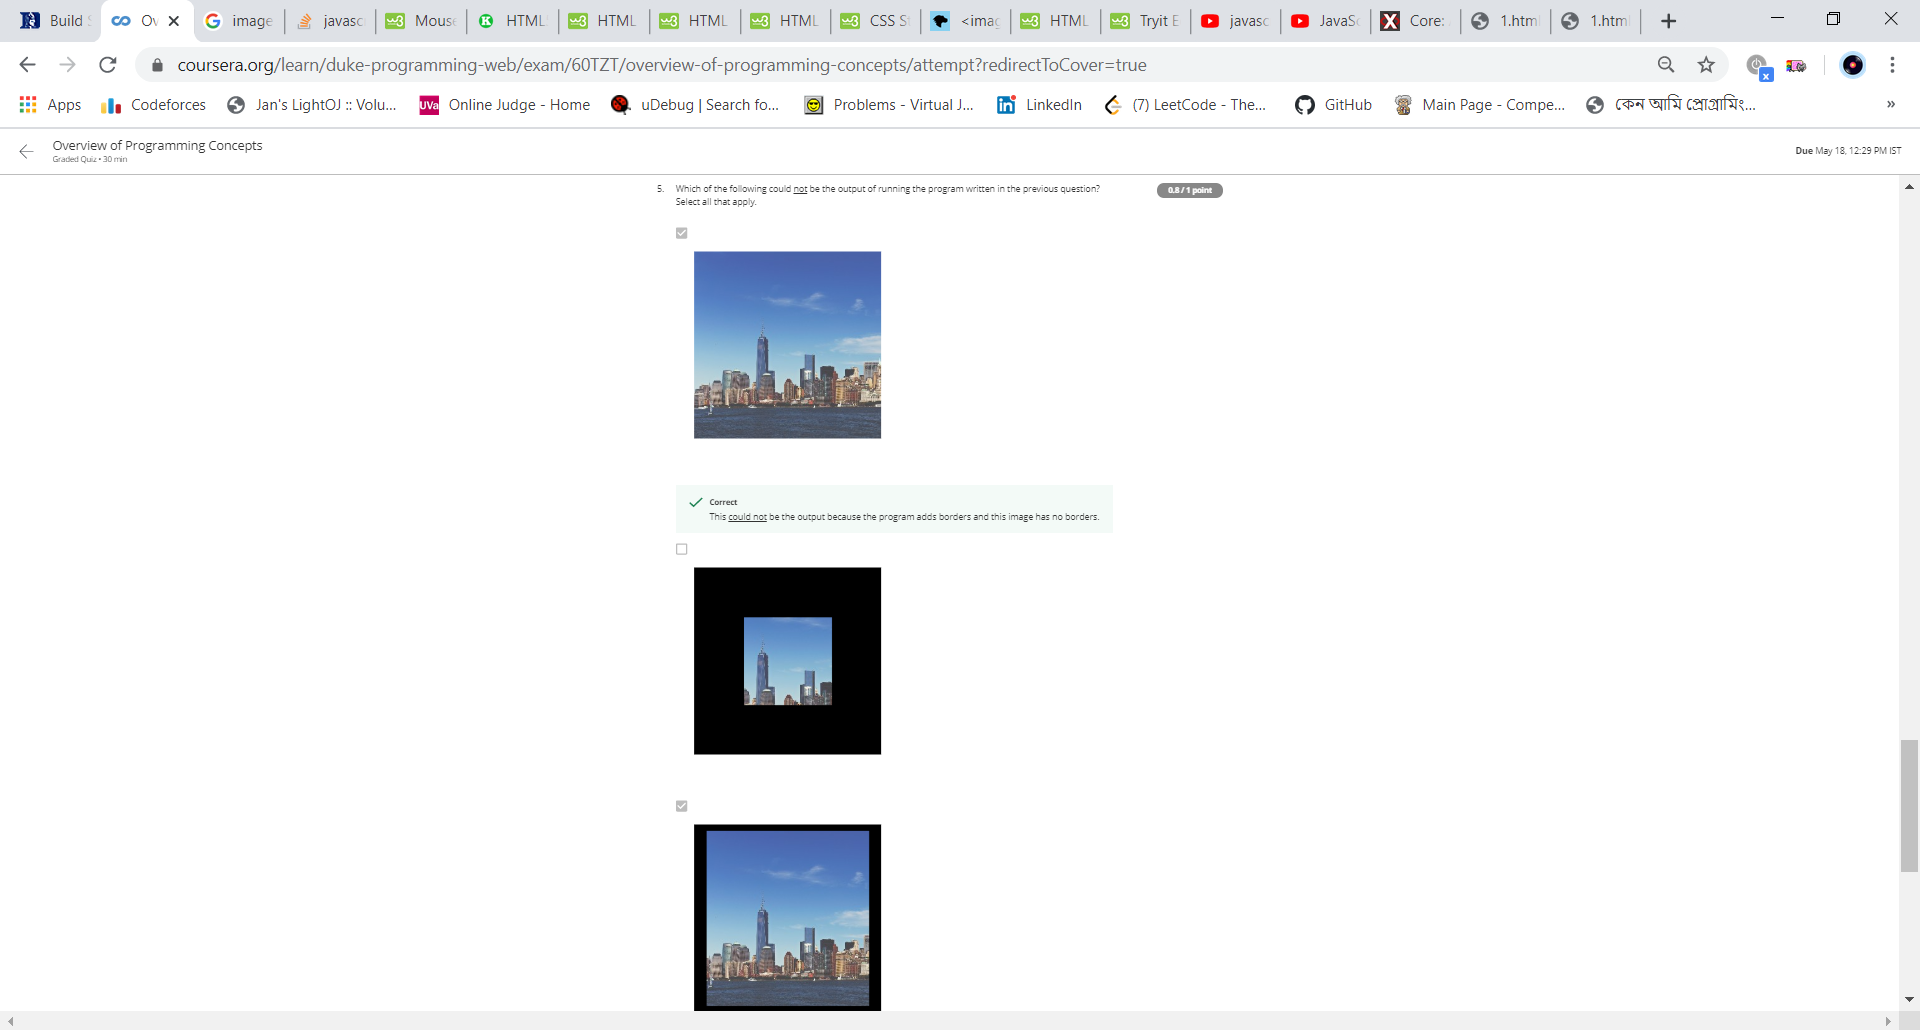 Build S
Ov
image
javasc
Mouse
HTML
HTML
HTML
HTML
CSS S
<imag
HTML
Tryit E
javasc
JavaSc
Core:
1.html
1.html
coursera.org/learn/duke-programming-web/exam/60TZT/overview-of-programming-concepts/attempt?redirectToCover=true
Apps
Codeforces
Jan's LightOJ :: Volu...
UVa
Online Judge - Home
uDebug | Search fo...
Problems - Virtual J...
LinkedIn
(7) LeetCode - The...
GitHub
Main Page - Compe...
কেন আমি প্রোগ্রামিং...
»
Overview of Programming Concepts
Graded Quiz • 30 min
Due May 18, 12:29 PM IST
5. Which of the following could not be the output of running the program written in the previous question?
Select all that apply.
0.8 / 1 point
Correct
This could not be the output because the program adds borders and this image has no borders.